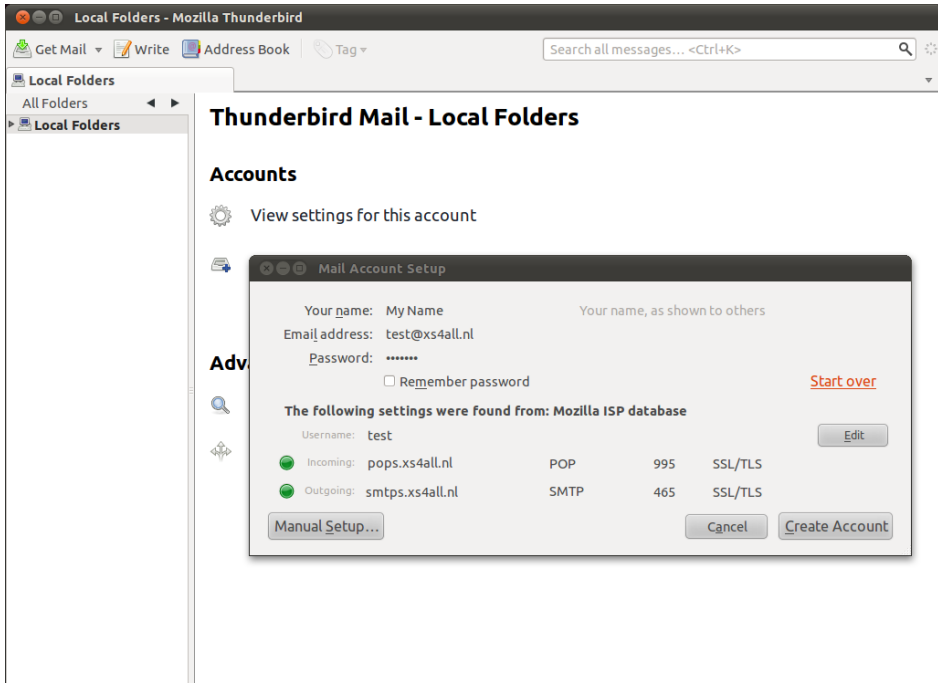 Local Folders - Mozilla Thunderbird
Get Mail Write Address Book Tag Search all messages... <Ctrl+K>
Local Folders
All Folders
Local Folders
Thunderbird Mail - Local Folders
Accounts
View settings for this account
Mail Account Setup
Your name: My Name Your name, as shown to others
Email address: test@xs4all.nl
Password: •••••••
Remember password Start over
Adv
The following settings were found from: Mozilla ISP database
Username: test Edit
Incoming: pops.xs4all.nl POP 995 SSL/TLS
Outgoing: smtps.xs4all.nl SMTP 465 SSL/TLS
Manual Setup... Cancel Create Account